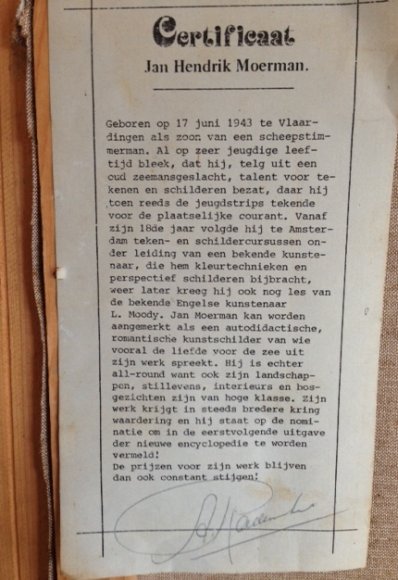 Certificaat
Jan Hendrik Moerman.
Geboren op 17 juni 1943 te Vlaar-
dingen als zoon van een scheepstim-
merman. Al op zeer jeugdige leef-
tijd bleek, dat hij, telg uit een
oud zeemansgeslacht, talent voor te-
kenen en schilderen bezat, daar hij
toen reeds de jeugdstrips tekende
voor de plaatselijke courant. Vanaf
zijn 18de jaar volgde hij te Amster-
dam teken- en schildercursussen on-
der leiding van een bekende kunste-
naar, die hem kleurtechnieken en
perspectief schilderen bijbracht,
weer later kreeg hij ook nog les van
de bekende Engelse kunstenaar
L. Moody. Jan Moerman kan worden
aangemerkt als een autodidactische,
romantische kunstschilder van wie
vooral de liefde voor de zee uit
zijn werk spreekt. Hij is echter
all-round want ook zijn landschap-
pen, stillevens, interieurs en bos-
gezichten zijn van hoge klasse. Zijn
werk krijgt in steeds bredere kring
waardering en hij staat op de nomi-
natie om in de eerstvolgende uitgave
der nieuwe encyclopedie te worden
vermeld!
De prijzen voor zijn werk blijven
dan ook constant stijgen!